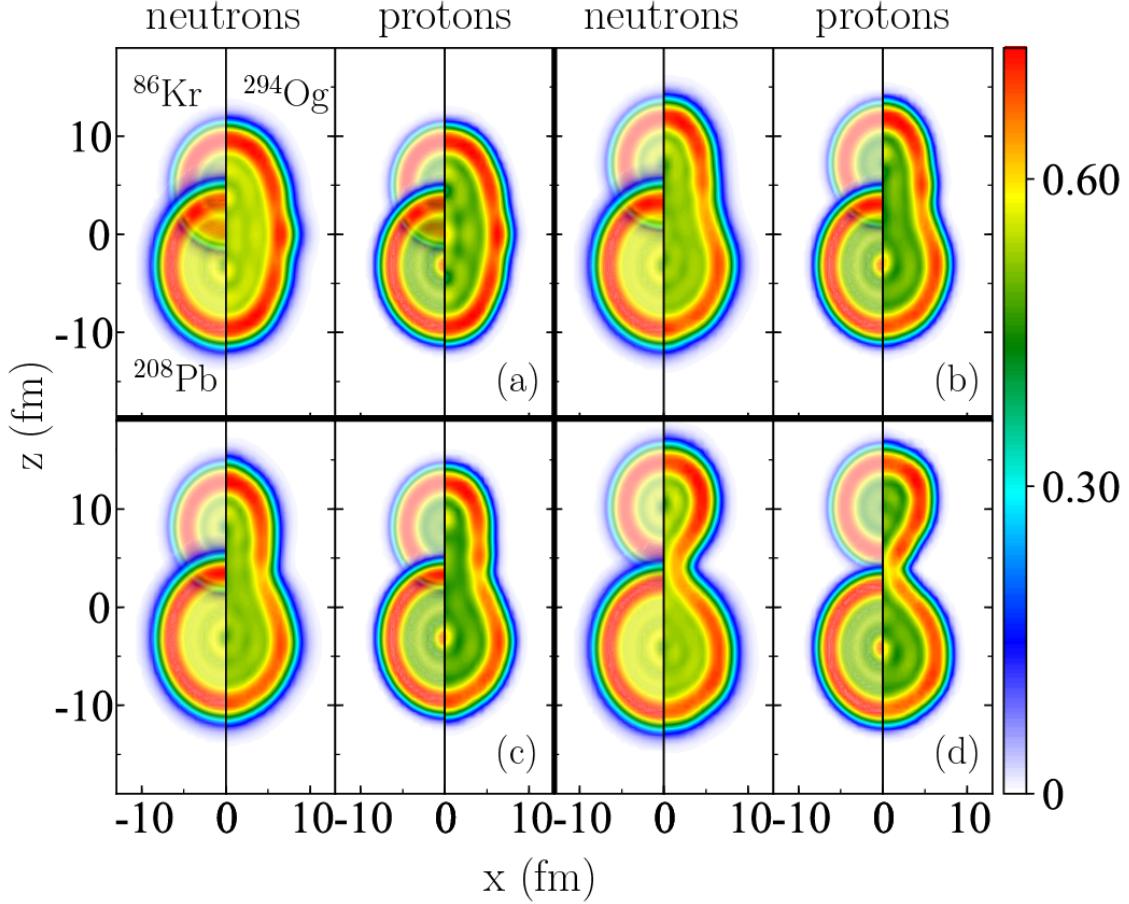 neutrons protons neutrons protons
⁸⁶Kr ²⁹⁴Og
10
0
-10
²⁰⁸Pb
(a) (b)
z (fm)
10
0
-10
(c) (d)
-10 0 10 -10 0 10 -10 0 10 -10 0 10
x (fm)
0.60
0.30
0